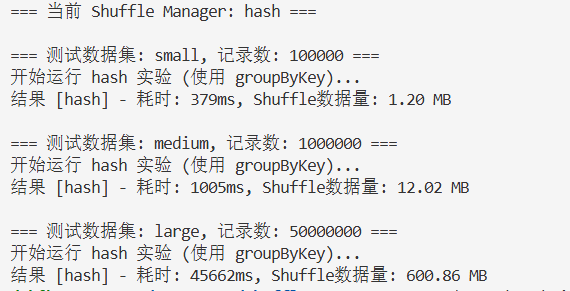 === 当前 Shuffle Manager: hash ===
=== 测试数据集: small, 记录数: 100000 ===
开始运行 hash 实验 (使用 groupByKey)...
结果 [hash] - 耗时: 379ms, Shuffle数据量: 1.20 MB
=== 测试数据集: medium, 记录数: 1000000 ===
开始运行 hash 实验 (使用 groupByKey)...
结果 [hash] - 耗时: 1005ms, Shuffle数据量: 12.02 MB
=== 测试数据集: large, 记录数: 50000000 ===
开始运行 hash 实验 (使用 groupByKey)...
结果 [hash] - 耗时: 45662ms, Shuffle数据量: 600.86 MB